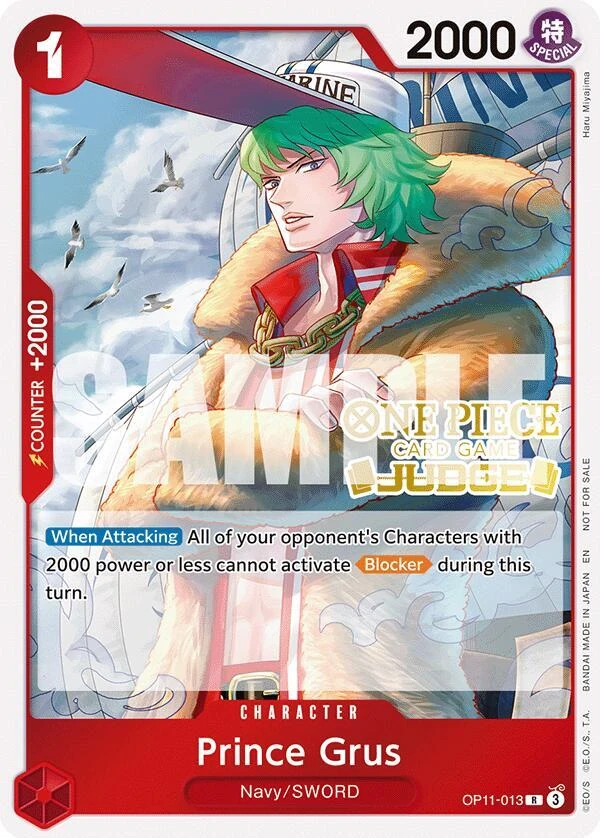 1
2000
特
SPECIAL
MARINE
Haru Miyajima
COUNTER +2000
SAMPLE
ONE PIECE
CARD GAME
JUDGE
When Attacking All of your opponent's Characters with
2000 power or less cannot activate Blocker during this
turn.
CHARACTER
Prince Grus
Navy/SWORD
OP11-013 R 3
©EO/S ©E.O./S., T.A. BANDAI MADE IN JAPAN EN NOT FOR SALE